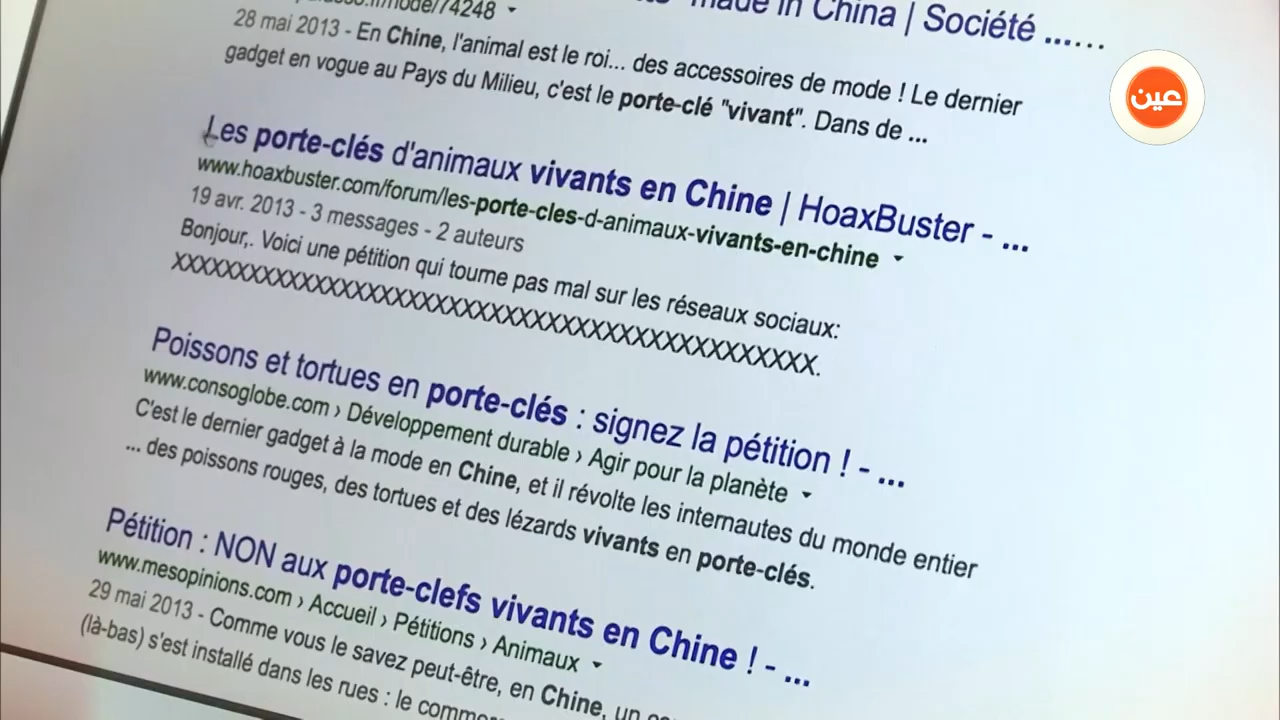 made in China | Société ......
28 mai 2013 - En Chine, l'animal est le roi... des accessoires de mode ! Le dernier
gadget en vogue au Pays du Milieu, c'est le porte-clé "vivant". Dans de ...
عين
Les porte-clés d'animaux vivants en Chine | HoaxBuster - ...
www.hoaxbuster.com/forum/les-porte-cles-d-animaux-vivants-en-chine
19 avr. 2013 - 3 messages - 2 auteurs
Bonjour,. Voici une pétition qui tourne pas mal sur les réseaux sociaux:
XXXXXXXXXXXXXXXXXXXXXXXXXXXXXXXXXXXXXXXXXXXXXXXXXX.
Poissons et tortues en porte-clés : signez la pétition ! - ...
www.consoglobe.com › Développement durable › Agir pour la planète
C'est le dernier gadget à la mode en Chine, et il révolte les internautes du monde entier
... des poissons rouges, des tortues et des lézards vivants en porte-clés.
Pétition : NON aux porte-clefs vivants en Chine ! - ...
www.mesopinions.com › Accueil › Pétitions › Animaux
29 mai 2013 - Comme vous le savez peut-être, en Chine, un
(là-bas) s'est installé dans les rues : le